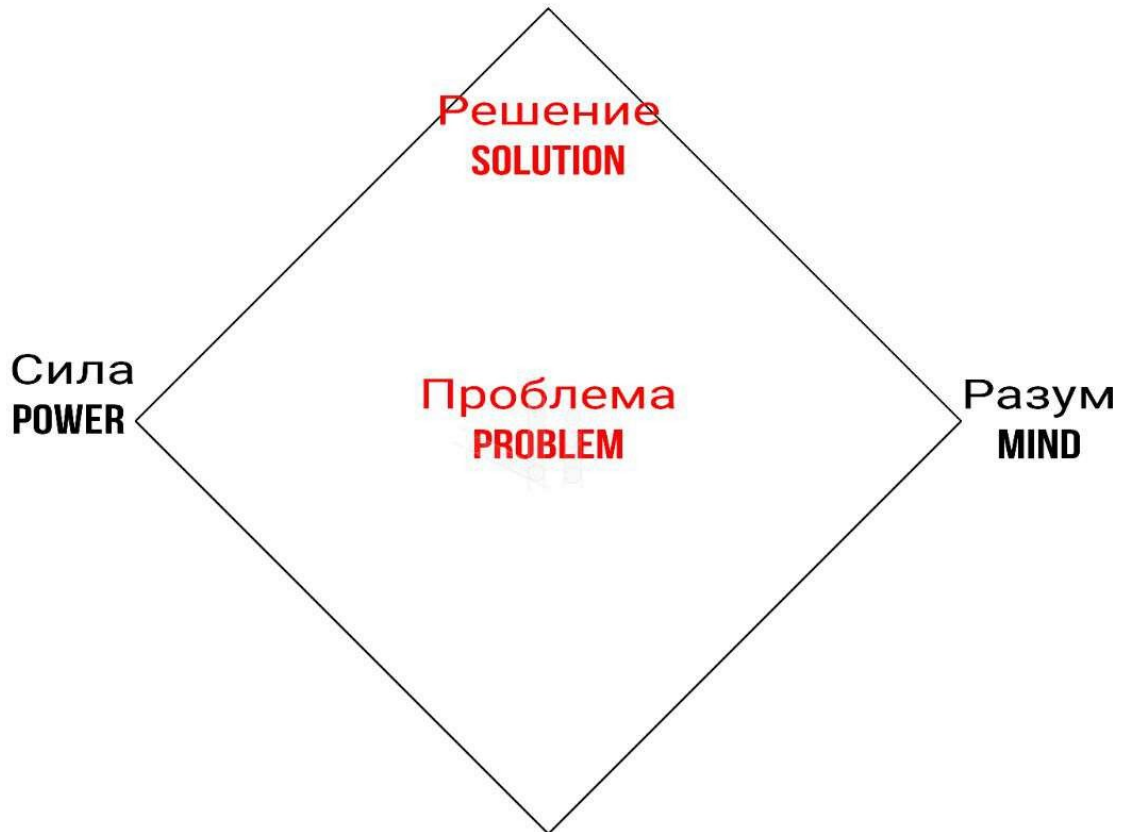 Решение
SOLUTION
Сила
POWER
Проблема
PROBLEM
Разум
MIND